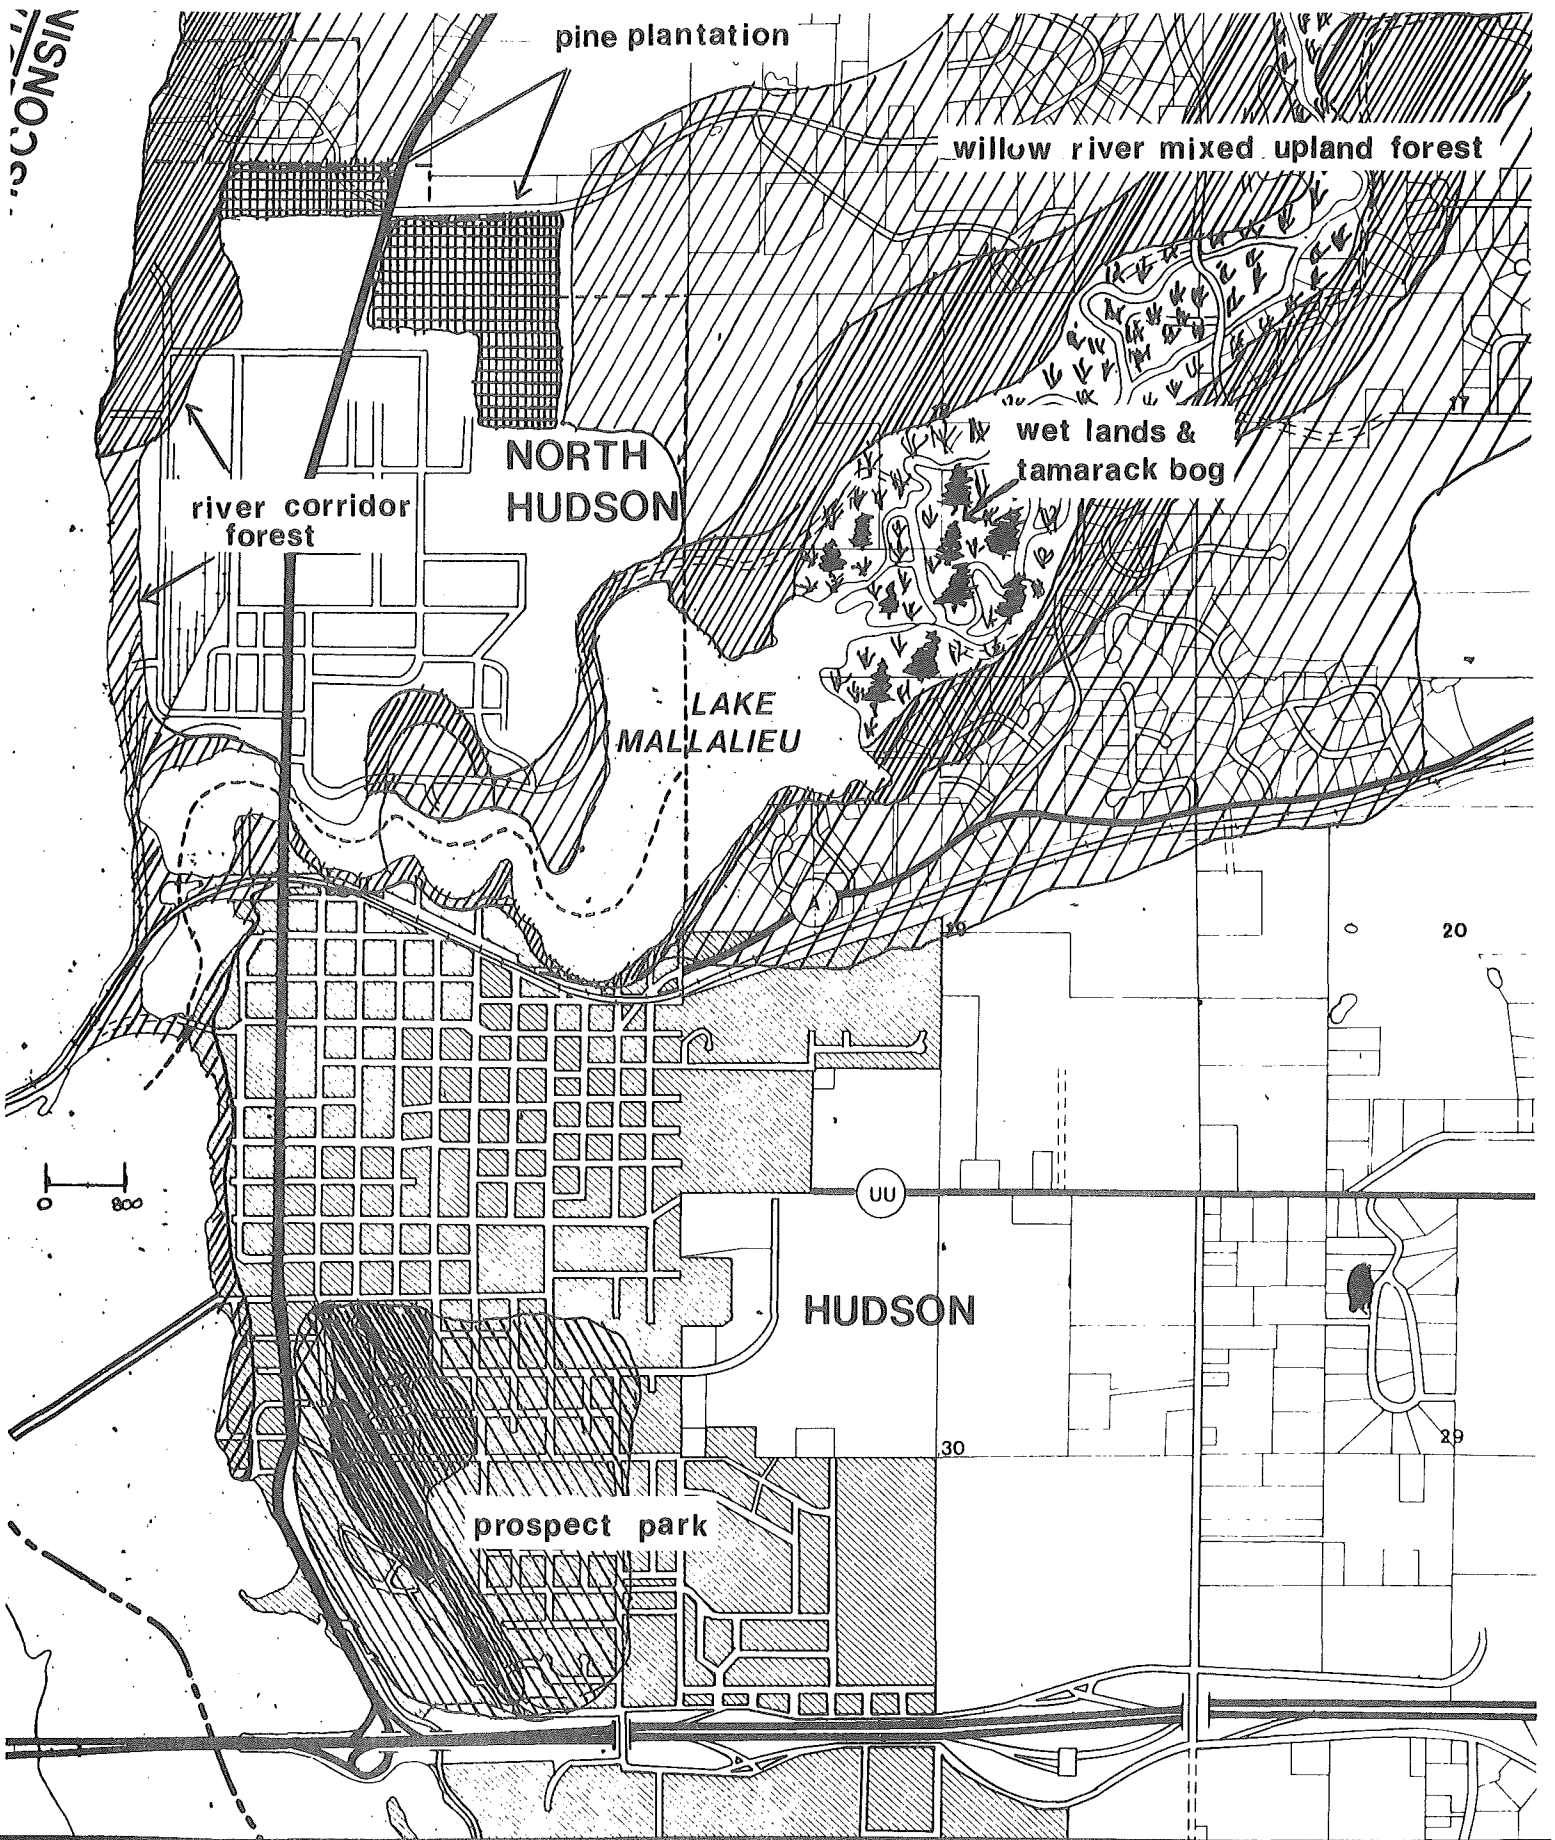 WISCONSIN
pine plantation
willow river mixed upland forest
17
wet lands &
tamarack bog
NORTH
HUDSON
river corridor
forest
LAKE
MALLALIEU
A
19
20
0 800
UU
HUDSON
30
29
prospect park